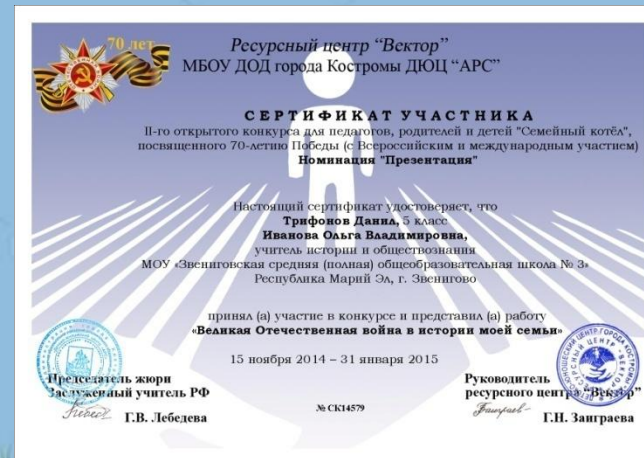 70 лет
Ресурсный центр "Вектор"
МБОУ ДОД города Костромы ДЮЦ "АРС"
СЕРТИФИКАТ УЧАСТНИКА
II-го открытого конкурса для педагогов, родителей и детей "Семейный котёл",
посвященного 70-летию Победы (с Всероссийским и международным участием)
Номинация "Презентация"
Настоящий сертификат удостоверяет, что
Трифонов Данил, 5 класс
Иванова Ольга Владимировна,
учитель истории и обществознания
МОУ «Звениговская средняя (полная) общеобразовательная школа № 3»
Республика Марий Эл, г. Звенигово
принял (а) участие в конкурсе и представил (а) работу
«Великая Отечественная война в истории моей семьи»
15 ноября 2014 – 31 января 2015
Председатель жюри
Заслуженный учитель РФ
Г.В. Лебедева
№ СК14579
Руководитель
ресурсного центра "Вектор"
Г.Н. Заиграева